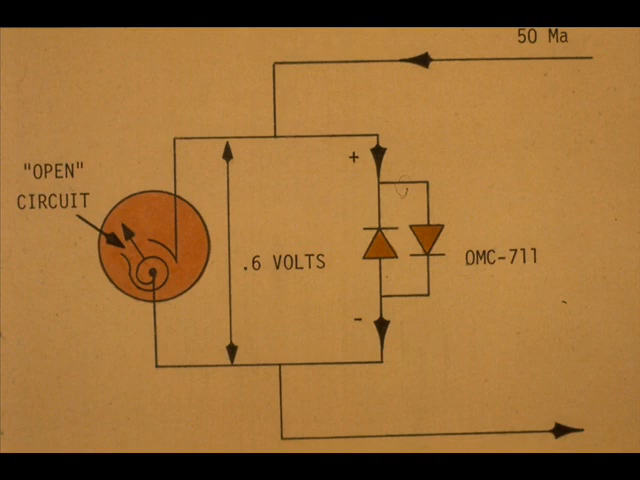 50 Ma
"OPEN"
CIRCUIT
+
.6 VOLTS
OMC-711
-